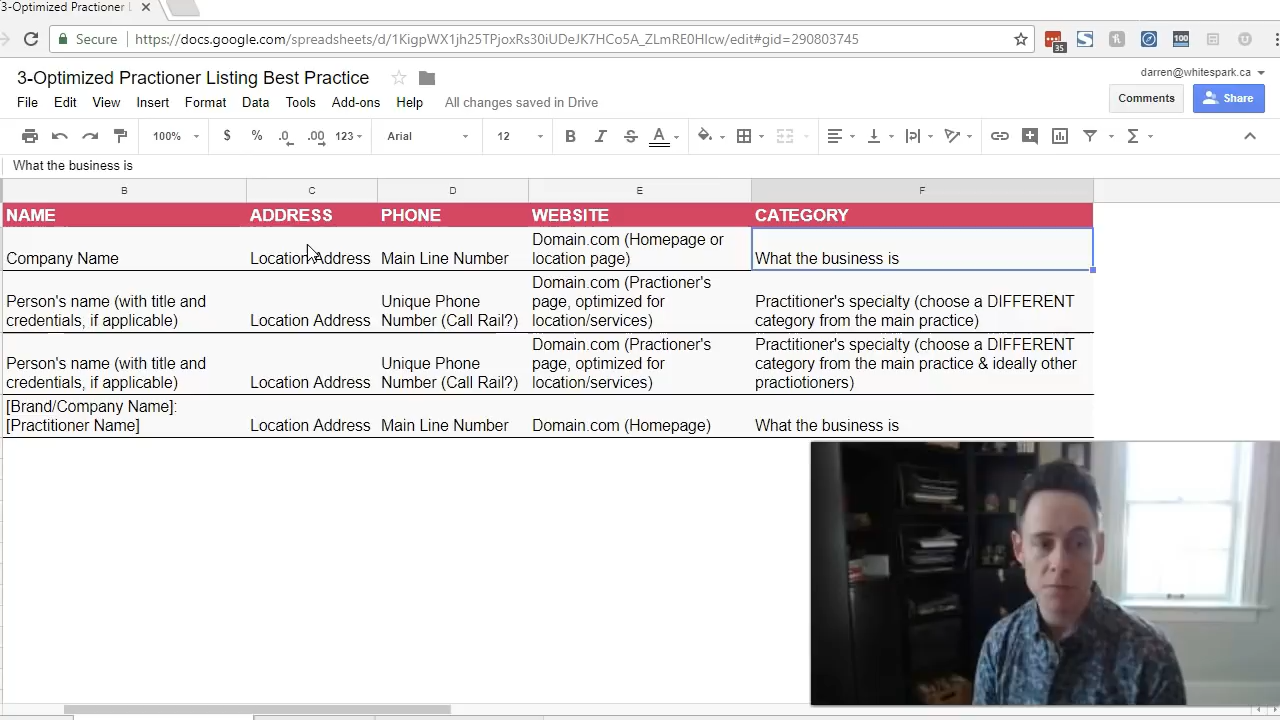 3-Optimized Practioner L
Secure
https://docs.google.com/spreadsheets/d/1KigpWX1jh25TPjoxRs30iUDeJK7HCo5A_ZLmRE0HIcw/edit#gid=290803745
35
100
3-Optimized Practioner Listing Best Practice
darren@whitespark.ca
File Edit View Insert Format Data Tools Add-ons Help All changes saved in Drive
Comments
Share
100% $ % .0 .00 123 Arial 12 B I S A
What the business is
B C D E F
NAME ADDRESS PHONE WEBSITE CATEGORY
Company Name
Location Address
Main Line Number
Domain.com (Homepage or
location page)
What the business is
Person's name (with title and
credentials, if applicable)
Location Address
Unique Phone
Number (Call Rail?)
Domain.com (Practioner's
page, optimized for
location/services)
Practitioner's specialty (choose a DIFFERENT
category from the main practice)
Person's name (with title and
credentials, if applicable)
Location Address
Unique Phone
Number (Call Rail?)
Domain.com (Practioner's
page, optimized for
location/services)
Practitioner's specialty (choose a DIFFERENT
category from the main practice & ideally other
practiotioners)
[Brand/Company Name]:
[Practitioner Name]
Location Address
Main Line Number
Domain.com (Homepage)
What the business is